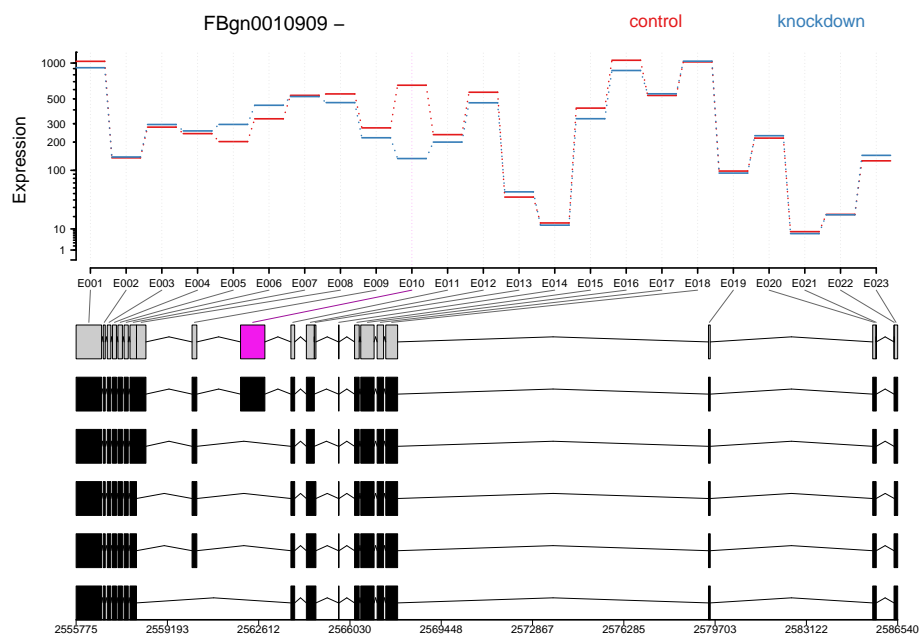 FBgn0010909 − control knockdown
Expression
1000
500
300
200
100
10
1
E001 E002 E003 E004 E005 E006 E007 E008 E009 E010 E011 E012 E013 E014 E015 E016 E017 E018 E019 E020 E021 E022 E023
2555775 2559193 2562612 2566030 2569448 2572867 2576285 2579703 2583122 2586540